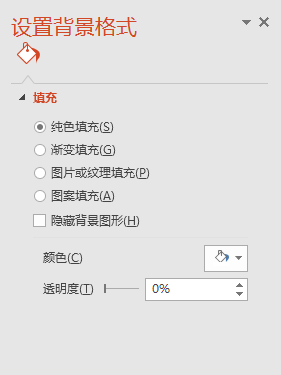 设置背景格式
填充
纯色填充(S)
渐变填充(G)
图片或纹理填充(P)
图案填充(A)
隐藏背景图形(H)
颜色(C)
透明度(T) 0%